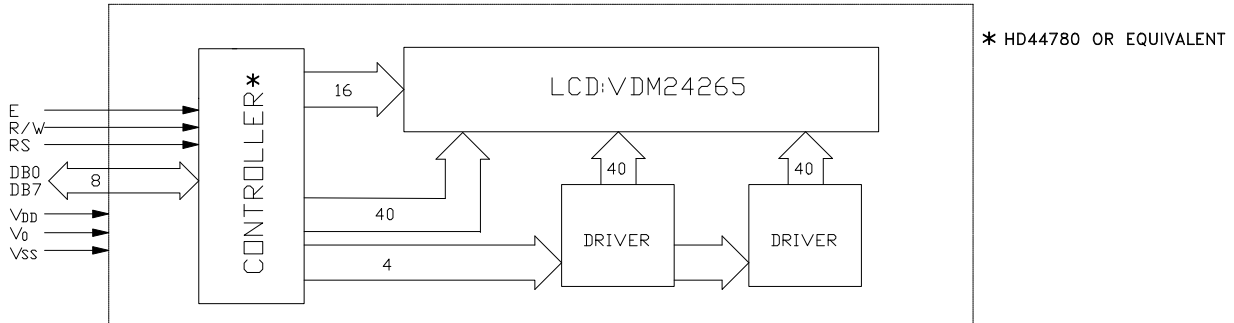 * HD44780 OR EQUIVALENT
LCD:VDM24265
CONTROLLER*
16
E
R/W
RS
DB0
DB7
8
VDD
V0
VSS
40
4
40
DRIVER
40
DRIVER